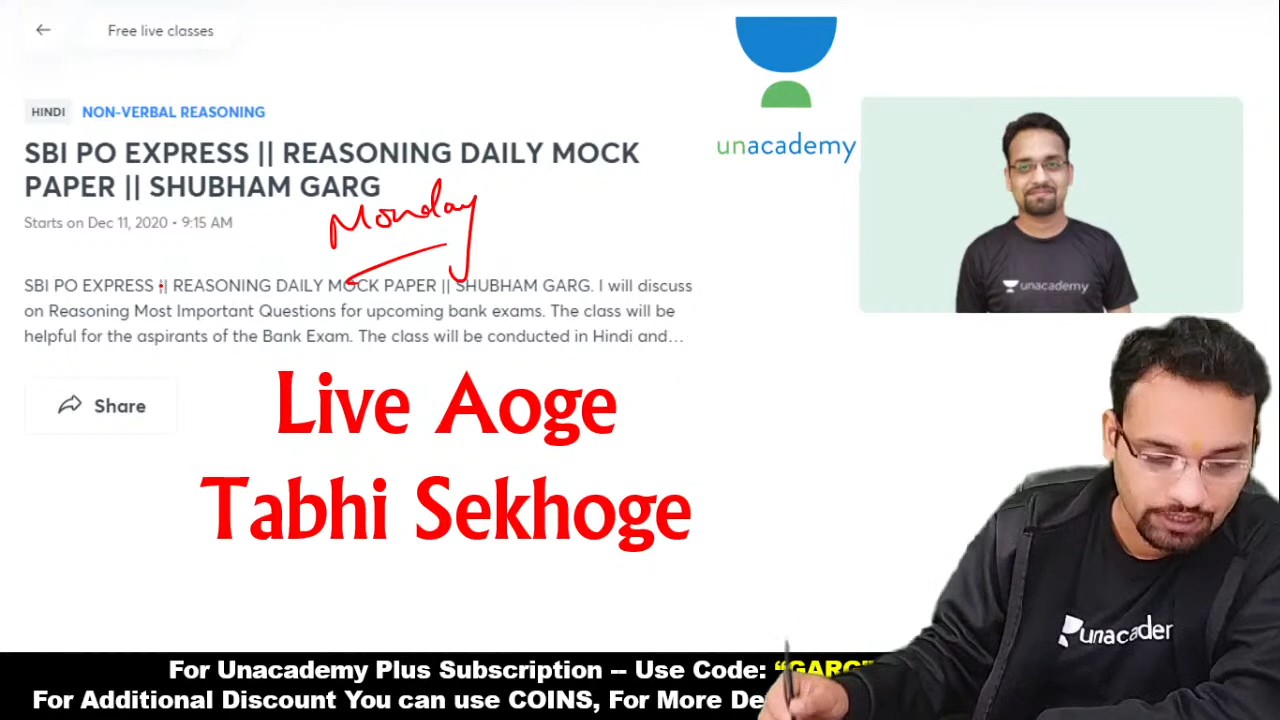 Free live classes
HINDI NON-VERBAL REASONING
SBI PO EXPRESS || REASONING DAILY MOCK
PAPER || SHUBHAM GARG
Monday
Starts on Dec 11, 2020 • 9:15 AM
SBI PO EXPRESS || REASONING DAILY MOCK PAPER || SHUBHAM GARG. I will discuss
on Reasoning Most Important Questions for upcoming bank exams. The class will be
helpful for the aspirants of the Bank Exam. The class will be conducted in Hindi and...
Share
Live Aoge
Tabhi Sekhoge
unacademy
unacademy
unacader
For Unacademy Plus Subscription -- Use Code: “GARG”
For Additional Discount You can use COINS, For More De